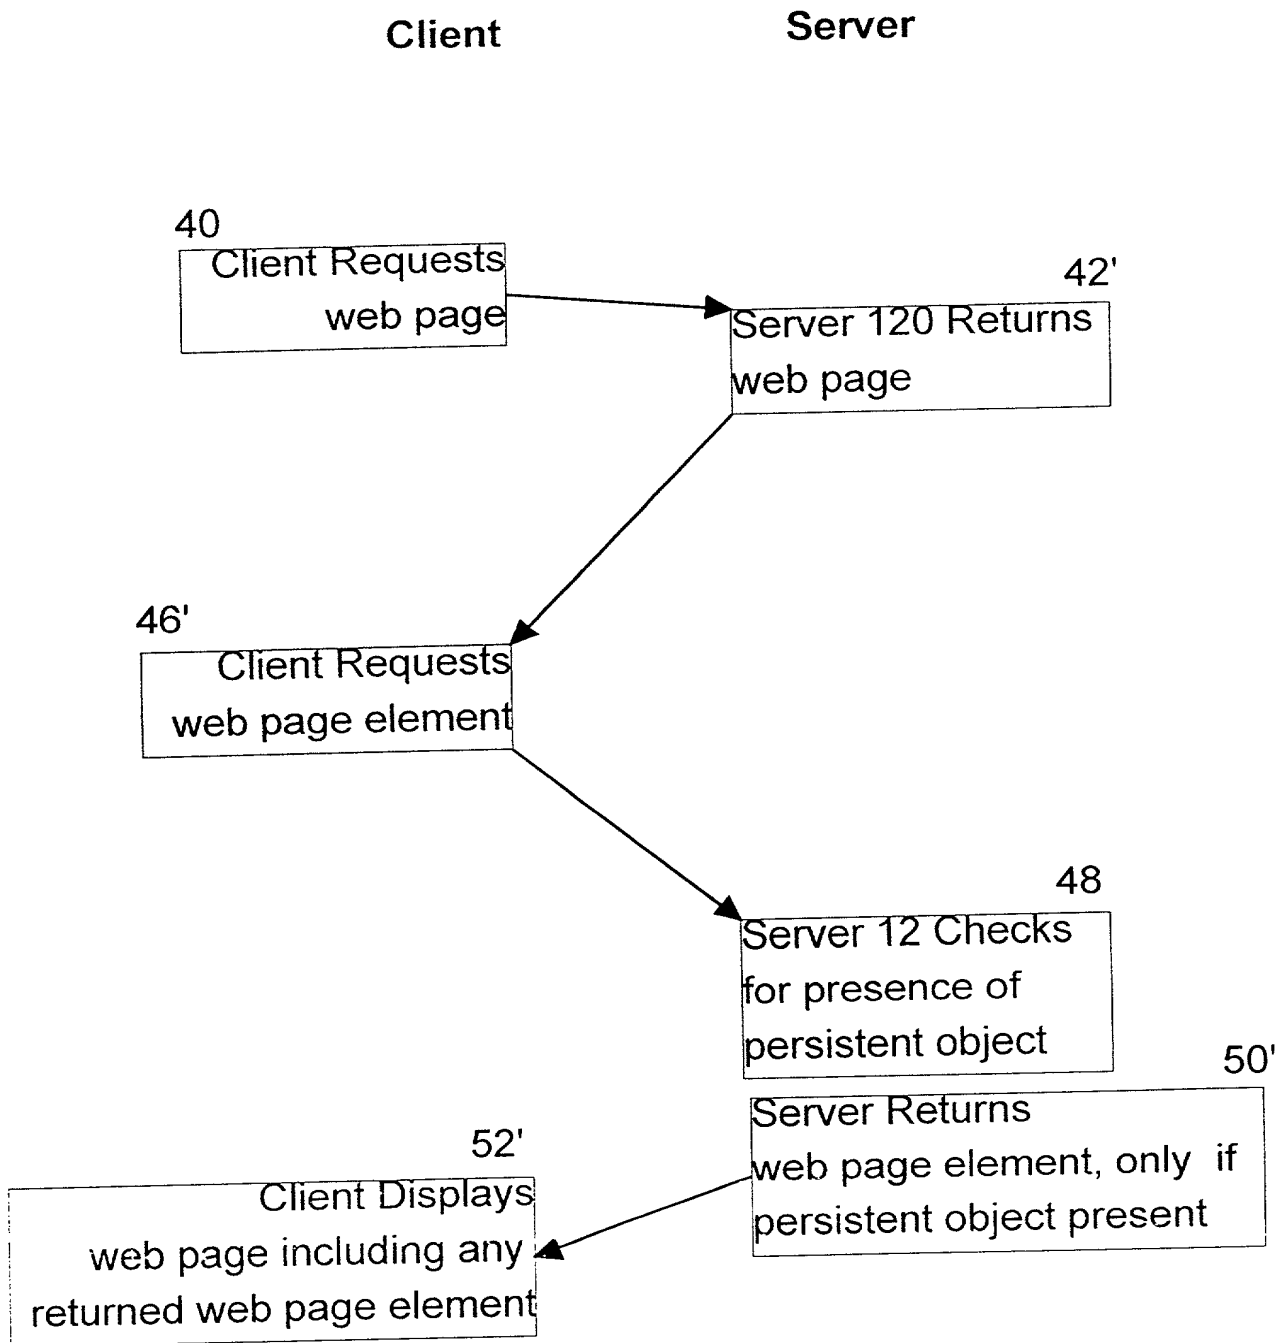 Client
Server
40
Client Requests
web page
42'
Server 120 Returns
web page
46'
Client Requests
web page element
48
Server 12 Checks
for presence of
persistent object
50'
Server Returns
web page element, only if
persistent object present
52'
Client Displays
web page including any
returned web page element